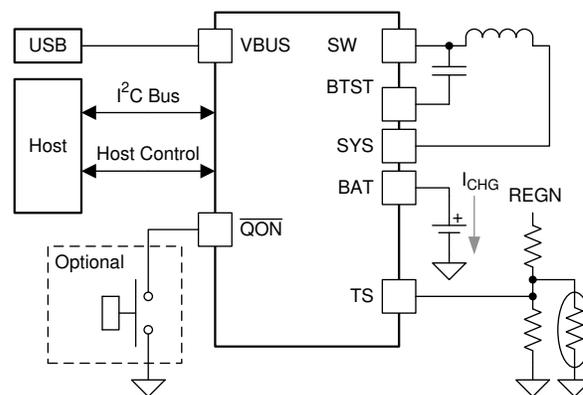 USB
VBUS
SW
I²C Bus
BTST
Host
SYS
Host Control
BAT
I_CHG
REGN
QON
+
Optional
TS